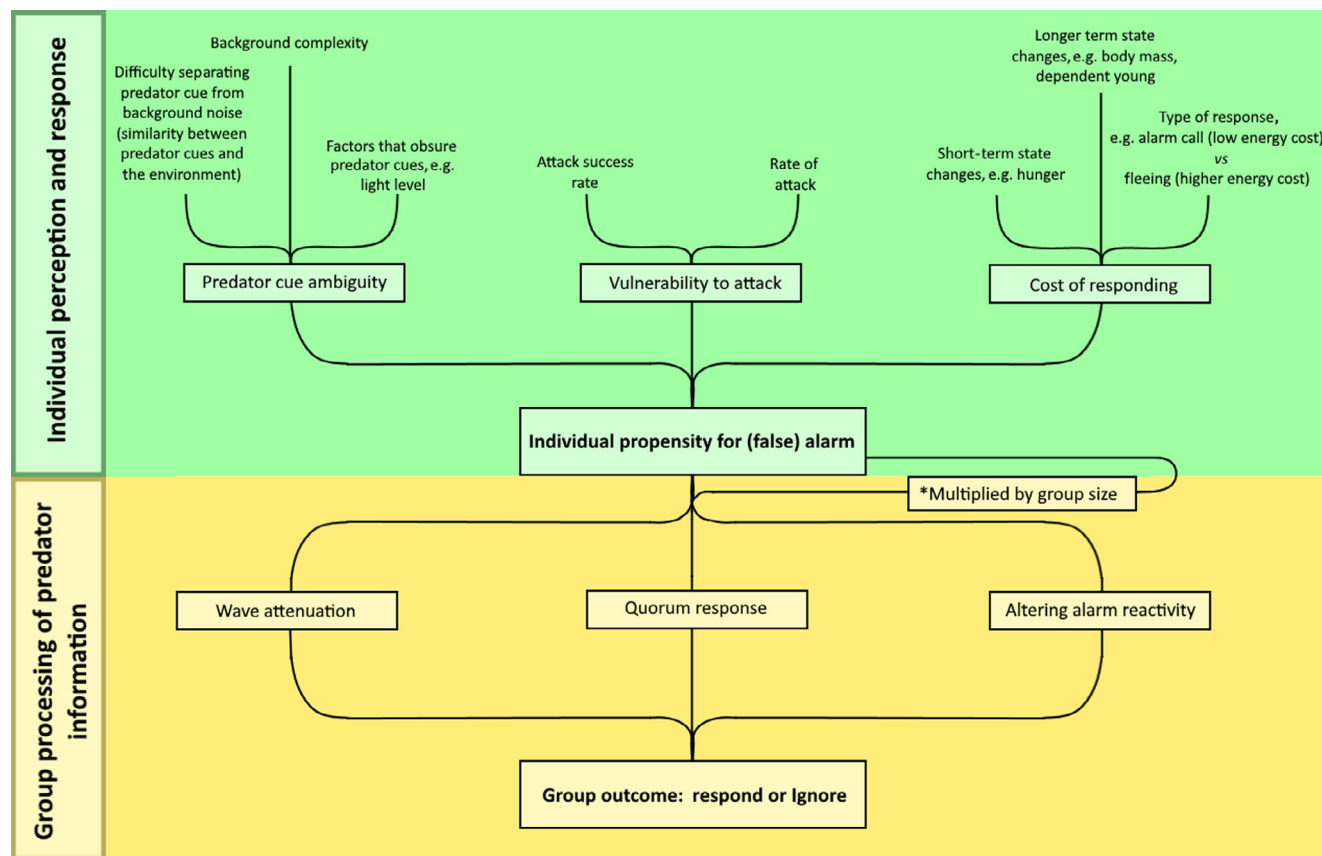 Individual perception and response
Background complexity
Difficulty separating
predator cue from
background noise
(similarity between
predator cues and
the environment)
Factors that obsure
predator cues, e.g.
light level
Attack success
rate
Rate of
attack
Longer term state
changes, e.g. body mass,
dependent young
Short-term state
changes, e.g. hunger
Type of response,
e.g. alarm call (low energy cost)
vs
fleeing (higher energy cost)
Predator cue ambiguity
Vulnerability to attack
Cost of responding
Individual propensity for (false) alarm
*Multiplied by group size
Group processing of predator
information
Wave attenuation
Quorum response
Altering alarm reactivity
Group outcome: respond or Ignore